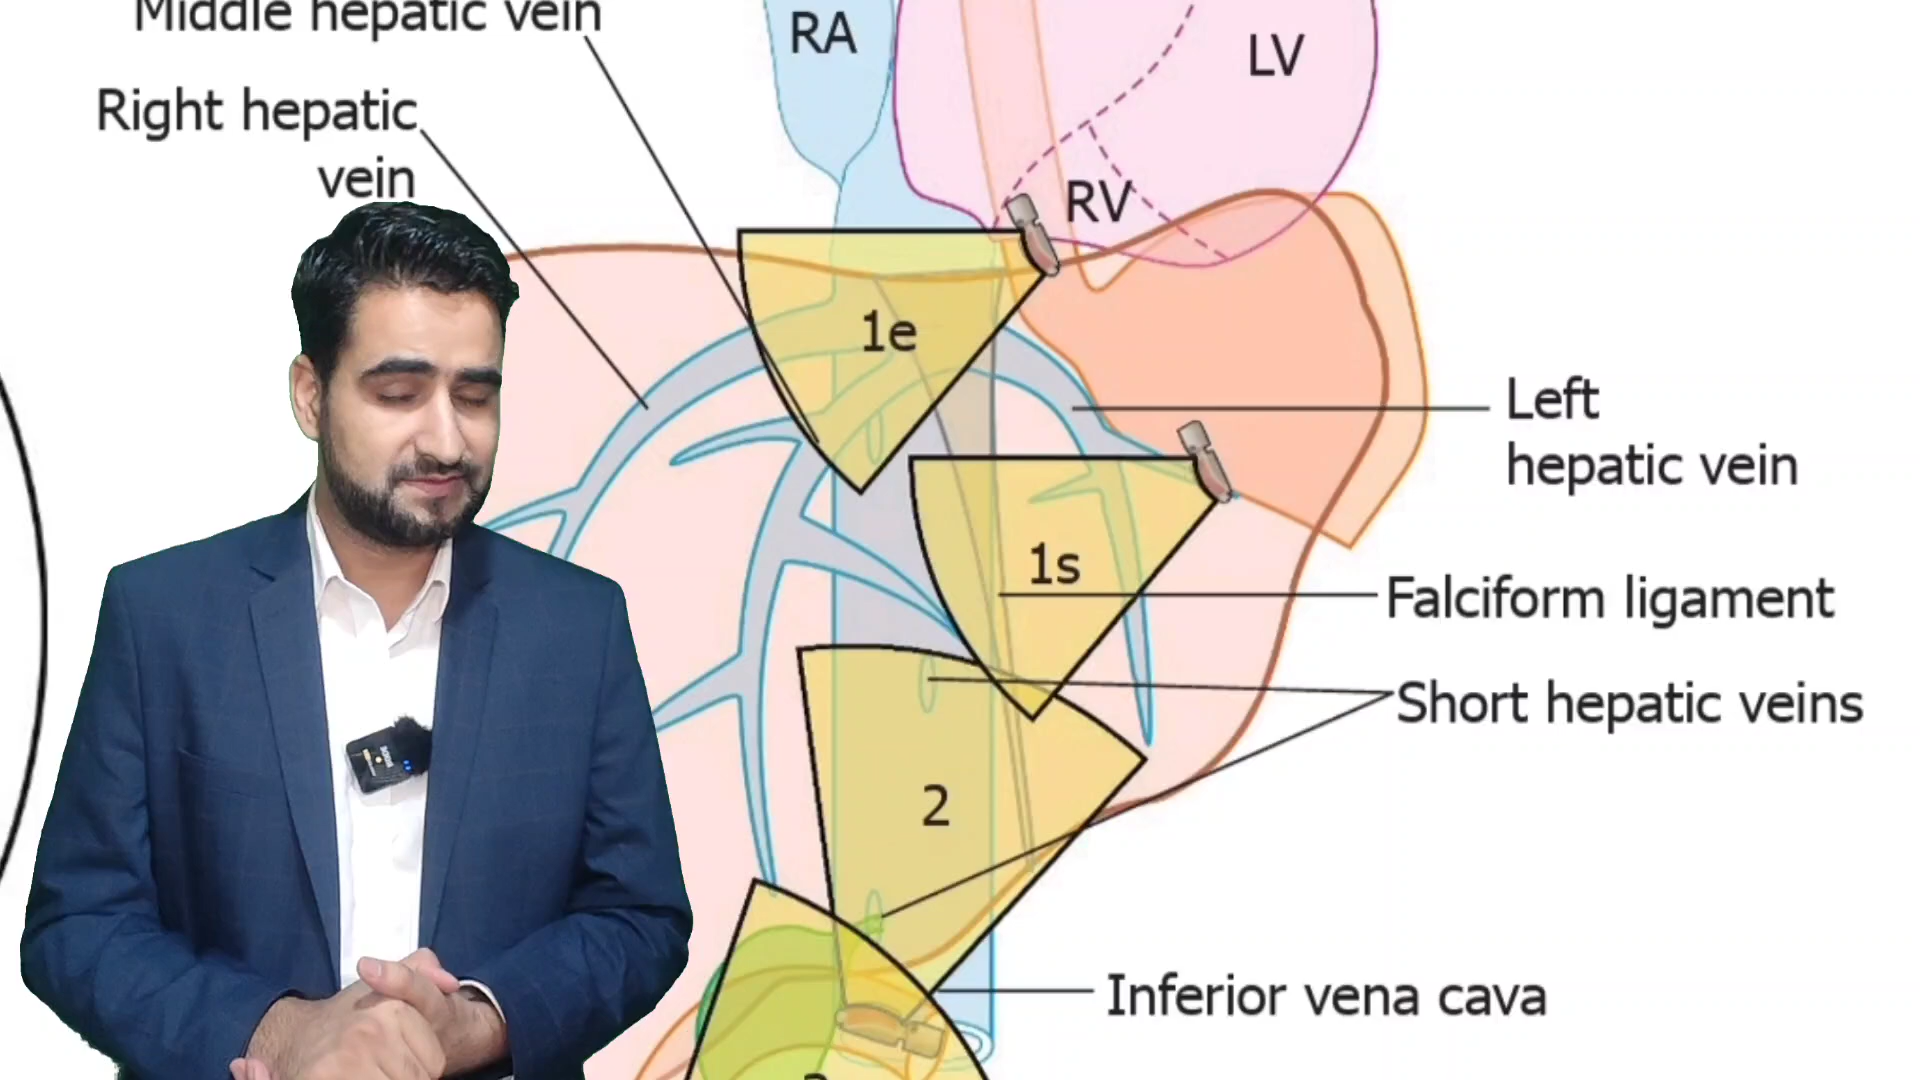 Middle hepatic vein
RA
LV
Right hepatic
vein
RV
1e
Left
hepatic vein
1s
Falciform ligament
Short hepatic veins
2
Inferior vena cava